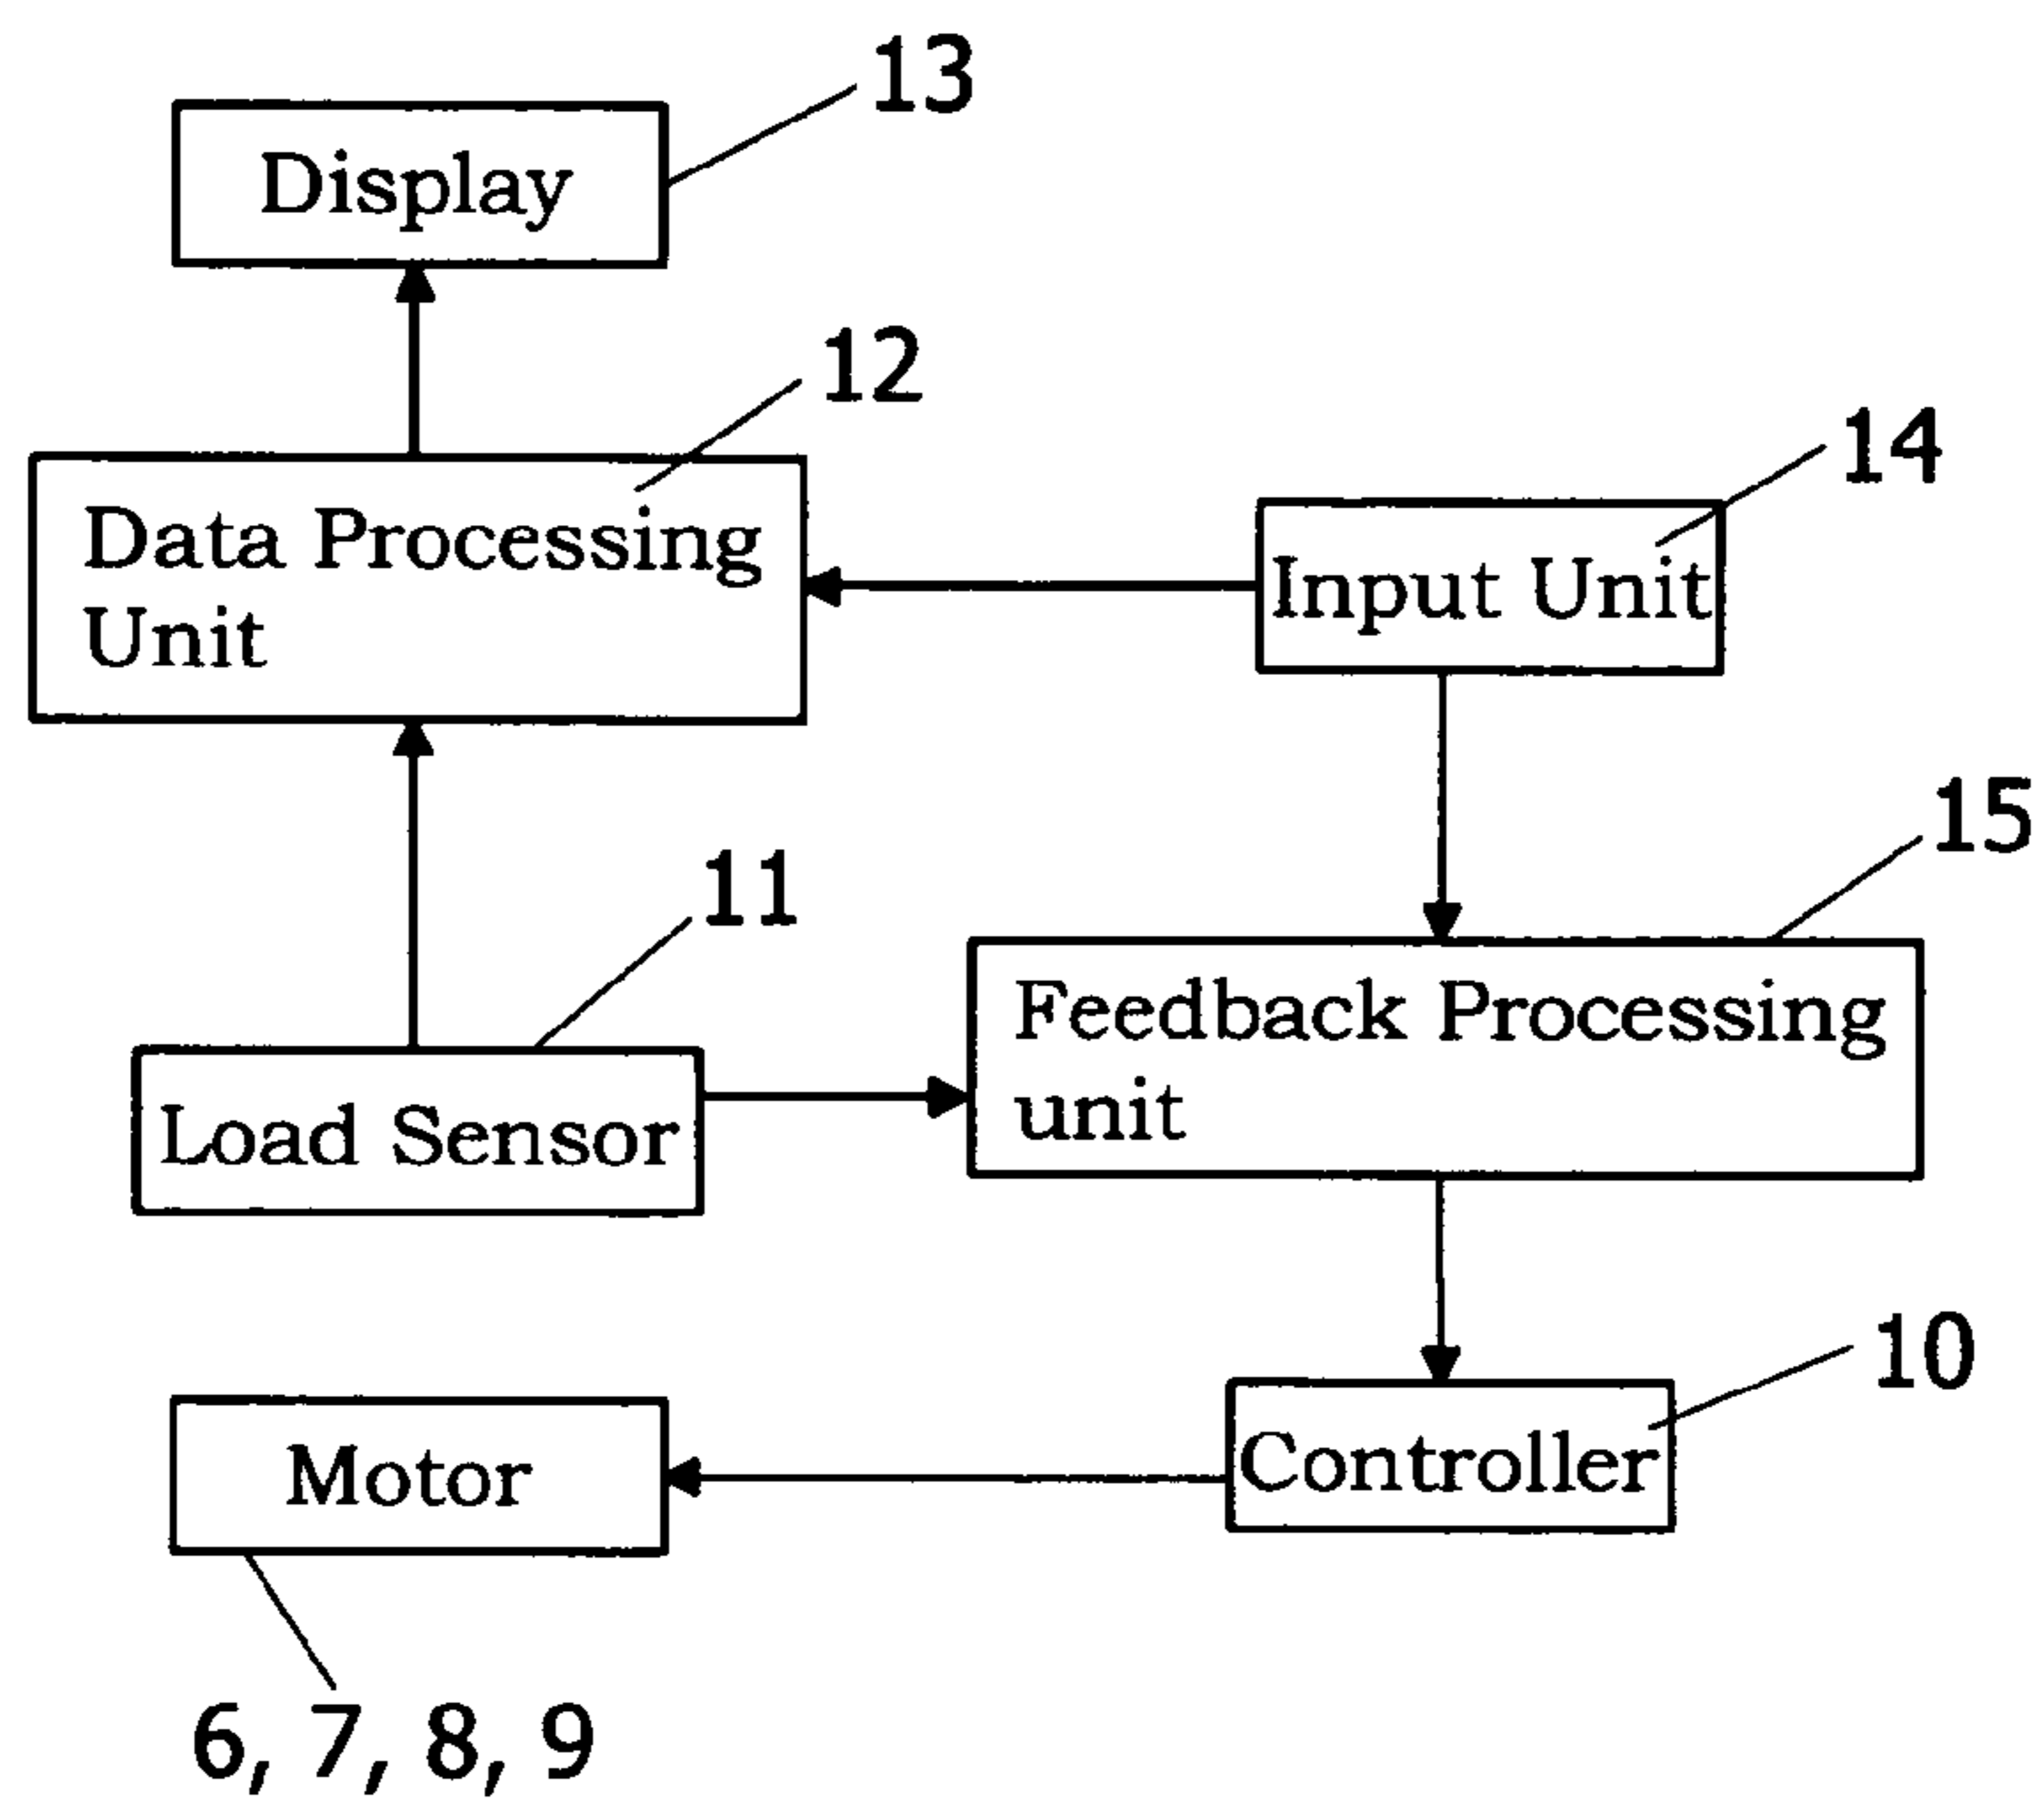 13
Display
12
Data Processing
Unit
14
Input Unit
15
11
Feedback Processing
unit
Load Sensor
10
Controller
Motor
6, 7, 8, 9